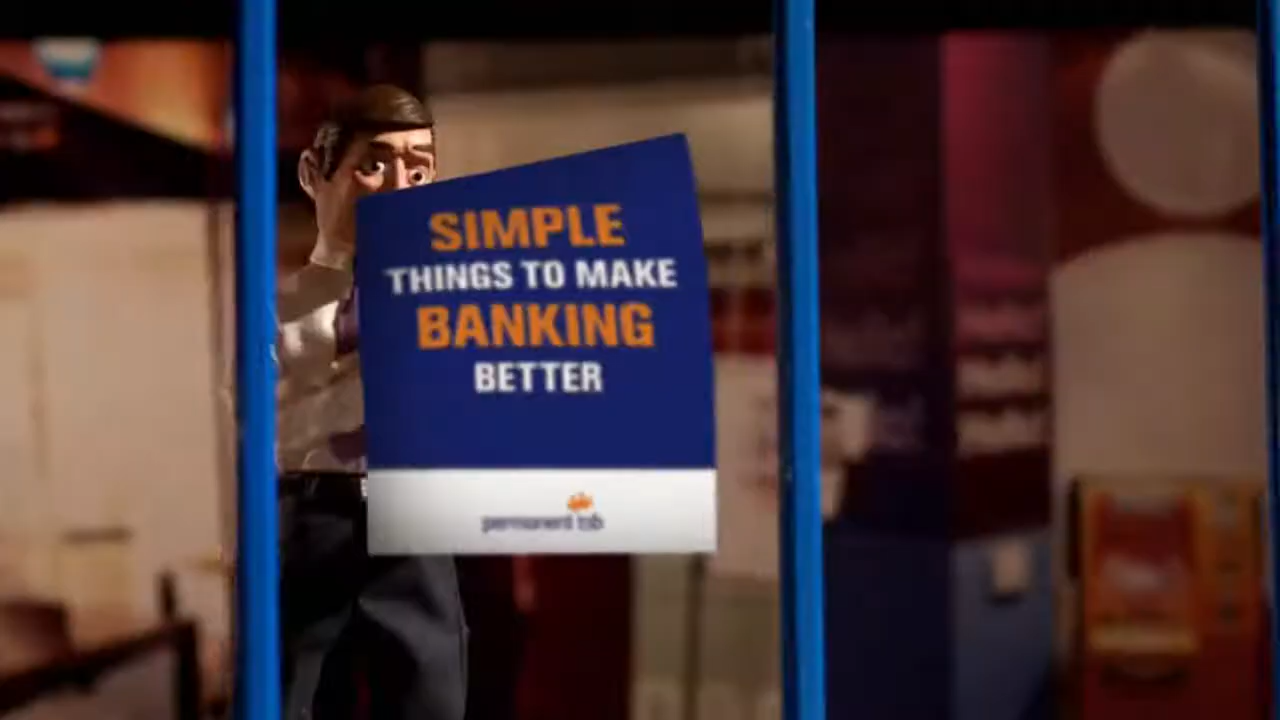 SIMPLE
THINGS TO MAKE
BANKING
BETTER
permanent tsb